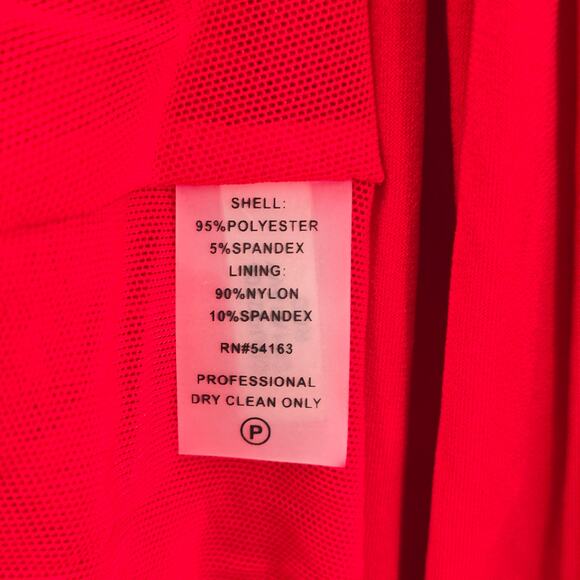 SHELL:
95%POLYESTER
5%SPANDEX
LINING:
90%NYLON
10%SPANDEX
RN#54163
PROFESSIONAL
DRY CLEAN ONLY
P